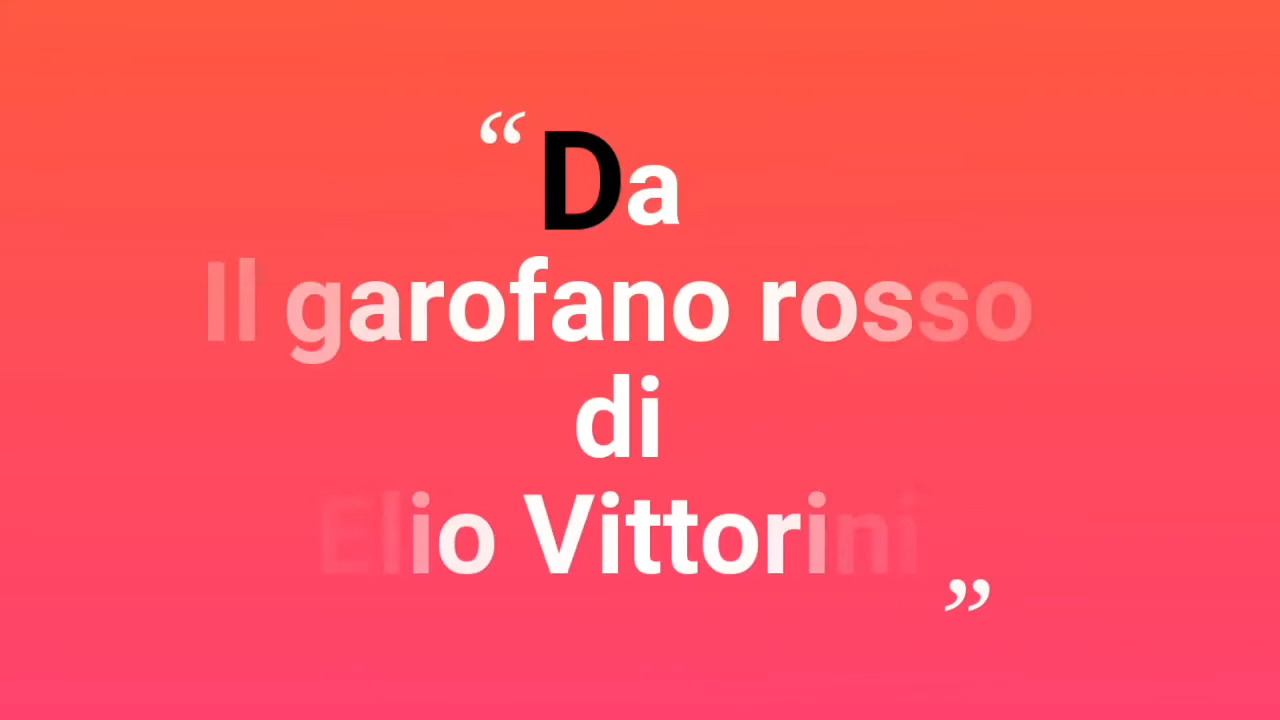 “Da
Il garofano rosso
di
Elio Vittorini”